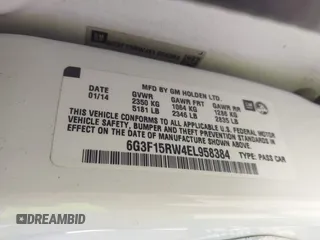 MFD BY GM HOLDEN LTD.
DATE GVWR GAWR FRT GAWR RR
01/14 2350 KG 1064 KG 1286 KG
5181 LB 2346 LB 2835 LB
THIS VEHICLE CONFORMS TO ALL APPLICABLE U.S. FEDERAL MOTOR
VEHICLE SAFETY, BUMPER AND THEFT PREVENTION STANDARDS IN
EFFECT ON THE DATE OF MANUFACTURE SHOWN ABOVE.
6G3F15RW4EL958384 TYPE: PASS CAR
DREAMBID